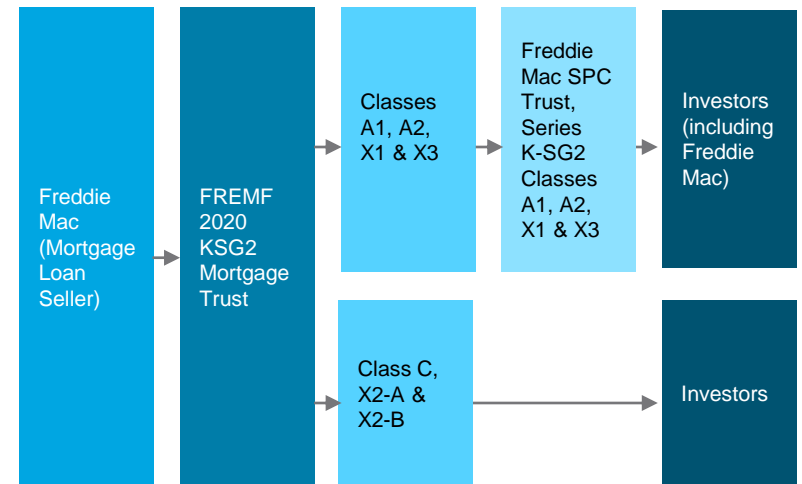 Freddie
Mac
(Mortgage
Loan
Seller)
FREMF
2020
KSG2
Mortgage
Trust
Classes
A1, A2,
X1 & X3
Freddie
Mac SPC
Trust,
Series
K-SG2
Classes
A1, A2,
X1 & X3
Investors
(including
Freddie
Mac)
Class C,
X2-A &
X2-B
Investors